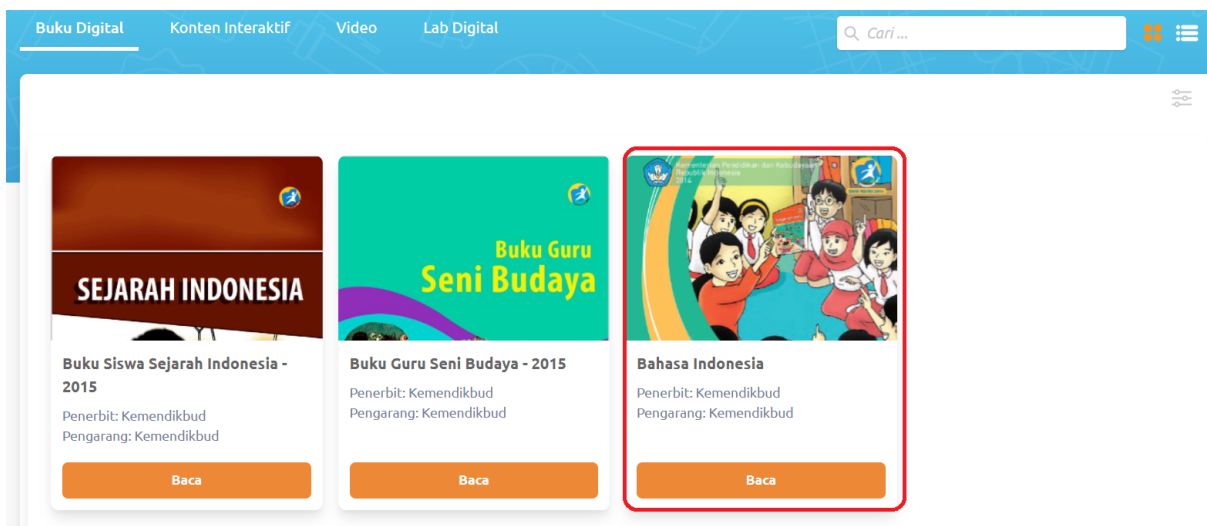 Buku Digital Konten Interaktif Video Lab Digital Cari ...
SEJARAH INDONESIA
Buku Siswa Sejarah Indonesia -
2015
Penerbit: Kemendikbud
Pengarang: Kemendikbud
Baca
Buku Guru
Seni Budaya
Buku Guru Seni Budaya - 2015
Penerbit: Kemendikbud
Pengarang: Kemendikbud
Baca
Kementerian Pendidikan dan Kebudayaan
Republik Indonesia
2014
Bahasa Indonesia
Penerbit: Kemendikbud
Pengarang: Kemendikbud
Baca